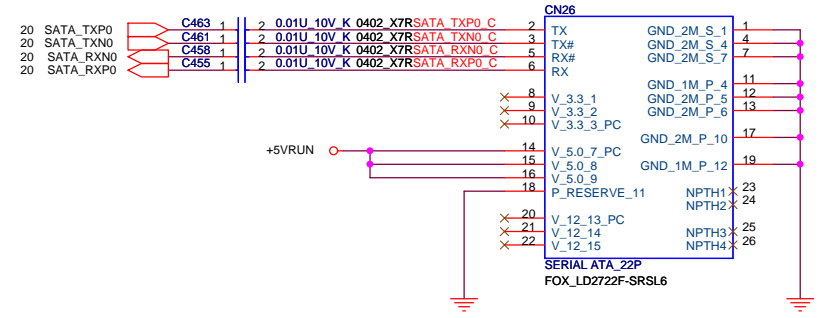 CN26
20 SATA_TXP0 C463 1 2 0.01U_10V_K 0402_X7R SATA_TXP0_C 2 TX GND_2M_S_1 1
20 SATA_TXN0 C461 1 2 0.01U_10V_K 0402_X7R SATA_TXN0_C 3 TX# GND_2M_S_4 4
20 SATA_RXN0 C458 1 2 0.01U_10V_K 0402_X7R SATA_RXN0_C 5 RX# GND_2M_S_7 7
20 SATA_RXP0 C455 1 2 0.01U_10V_K 0402_X7R SATA_RXP0_C 6 RX
GND_1M_P_4 11
8 V_3.3_1 GND_2M_P_5 12
9 V_3.3_2 GND_2M_P_6 13
10 V_3.3_3_PC
GND_2M_P_10 17
+5VRUN 14 V_5.0_7_PC
15 V_5.0_8 GND_1M_P_12 19
16 V_5.0_9
18 P_RESERVE_11 NPTH1 23
NPTH2 24
20 V_12_13_PC
21 V_12_14 NPTH3 25
22 V_12_15 NPTH4 26
SERIAL ATA_22P
FOX_LD2722F-SRSL6